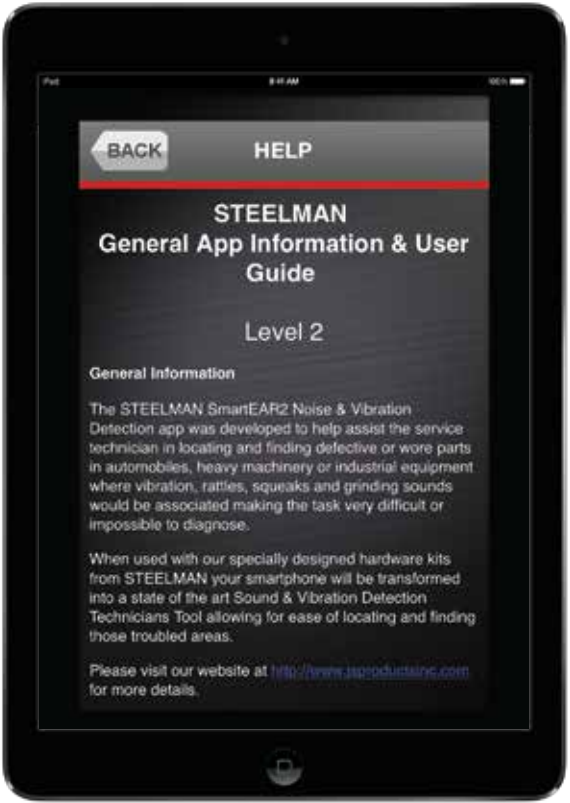 iPad
9:41 AM
100%
BACK
HELP
STEELMAN
General App Information & User
Guide
Level 2
General Information
The STEELMAN SmartEAR2 Noise & Vibration
Detection app was developed to help assist the service
technician in locating and finding defective or wore parts
in automobiles, heavy machinery or industrial equipment
where vibration, rattles, squeaks and grinding sounds
would be associated making the task very difficult or
impossible to diagnose.
When used with our specially designed hardware kits
from STEELMAN your smartphone will be transformed
into a state of the art Sound & Vibration Detection
Technicians Tool allowing for ease of locating and finding
those troubled areas.
Please visit our website at http://www.jsproductsinc.com
for more details.